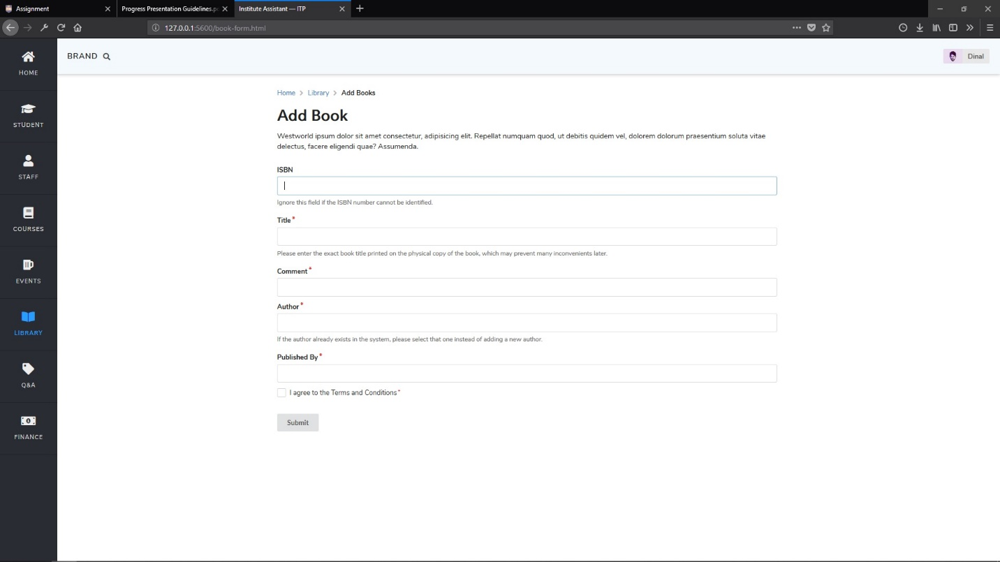 Assignment
Progress Presentation Guidelines.p
Institute Assistant — ITP
127.0.0.1:5600/book-form.html
BRAND
Dinal
HOME
STUDENT
STAFF
COURSES
EVENTS
LIBRARY
Q&A
FINANCE
Home > Library > Add Books
Add Book
Westworld ipsum dolor sit amet consectetur, adipisicing elit. Repellat numquam quod, ut debitis quidem vel, dolorem dolorum praesentium soluta vitae
delectus, facere eligendi quae? Assumenda.
ISBN
Ignore this field if the ISBN number cannot be identified.
Title*
Please enter the exact book title printed on the physical copy of the book, which may prevent many inconvenients later.
Comment*
Author*
If the author already exists in the system, please select that one instead of adding a new author.
Published By*
I agree to the Terms and Conditions*
Submit